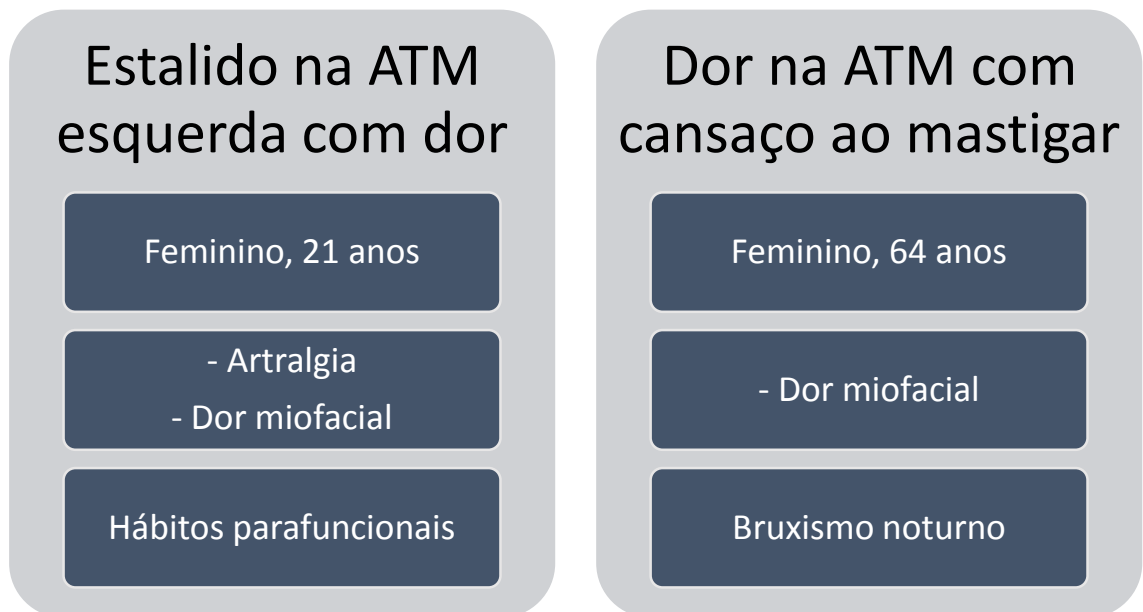 Estalido na ATM
esquerda com dor
Feminino, 21 anos
- Artralgia
- Dor miofacial
Hábitos parafuncionais
Dor na ATM com
cansaço ao mastigar
Feminino, 64 anos
- Dor miofacial
Bruxismo noturno